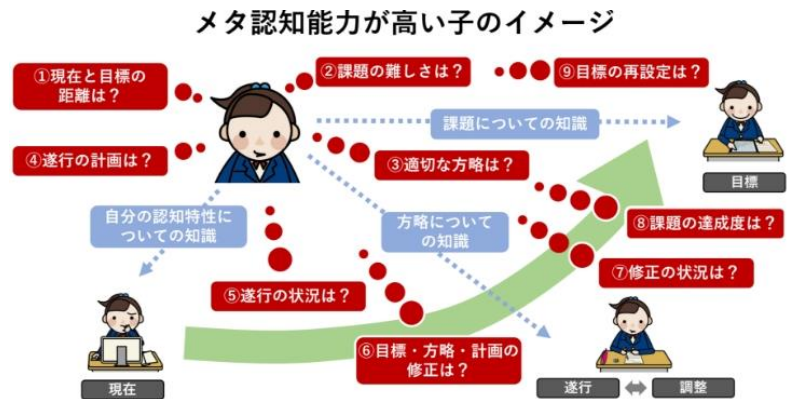 メタ認知能力が高い子のイメージ
①現在と目標の
距離は？
②課題の難しさは？
⑨目標の再設定は？
課題についての知識
④遂行の計画は？
③適切な方略は？
目標
自分の認知特性に
ついての知識
方略について
の知識
⑧課題の達成度は？
⑦修正の状況は？
⑤遂行の状況は？
⑥目標・方略・計画の
修正は？
現在
遂行
調整